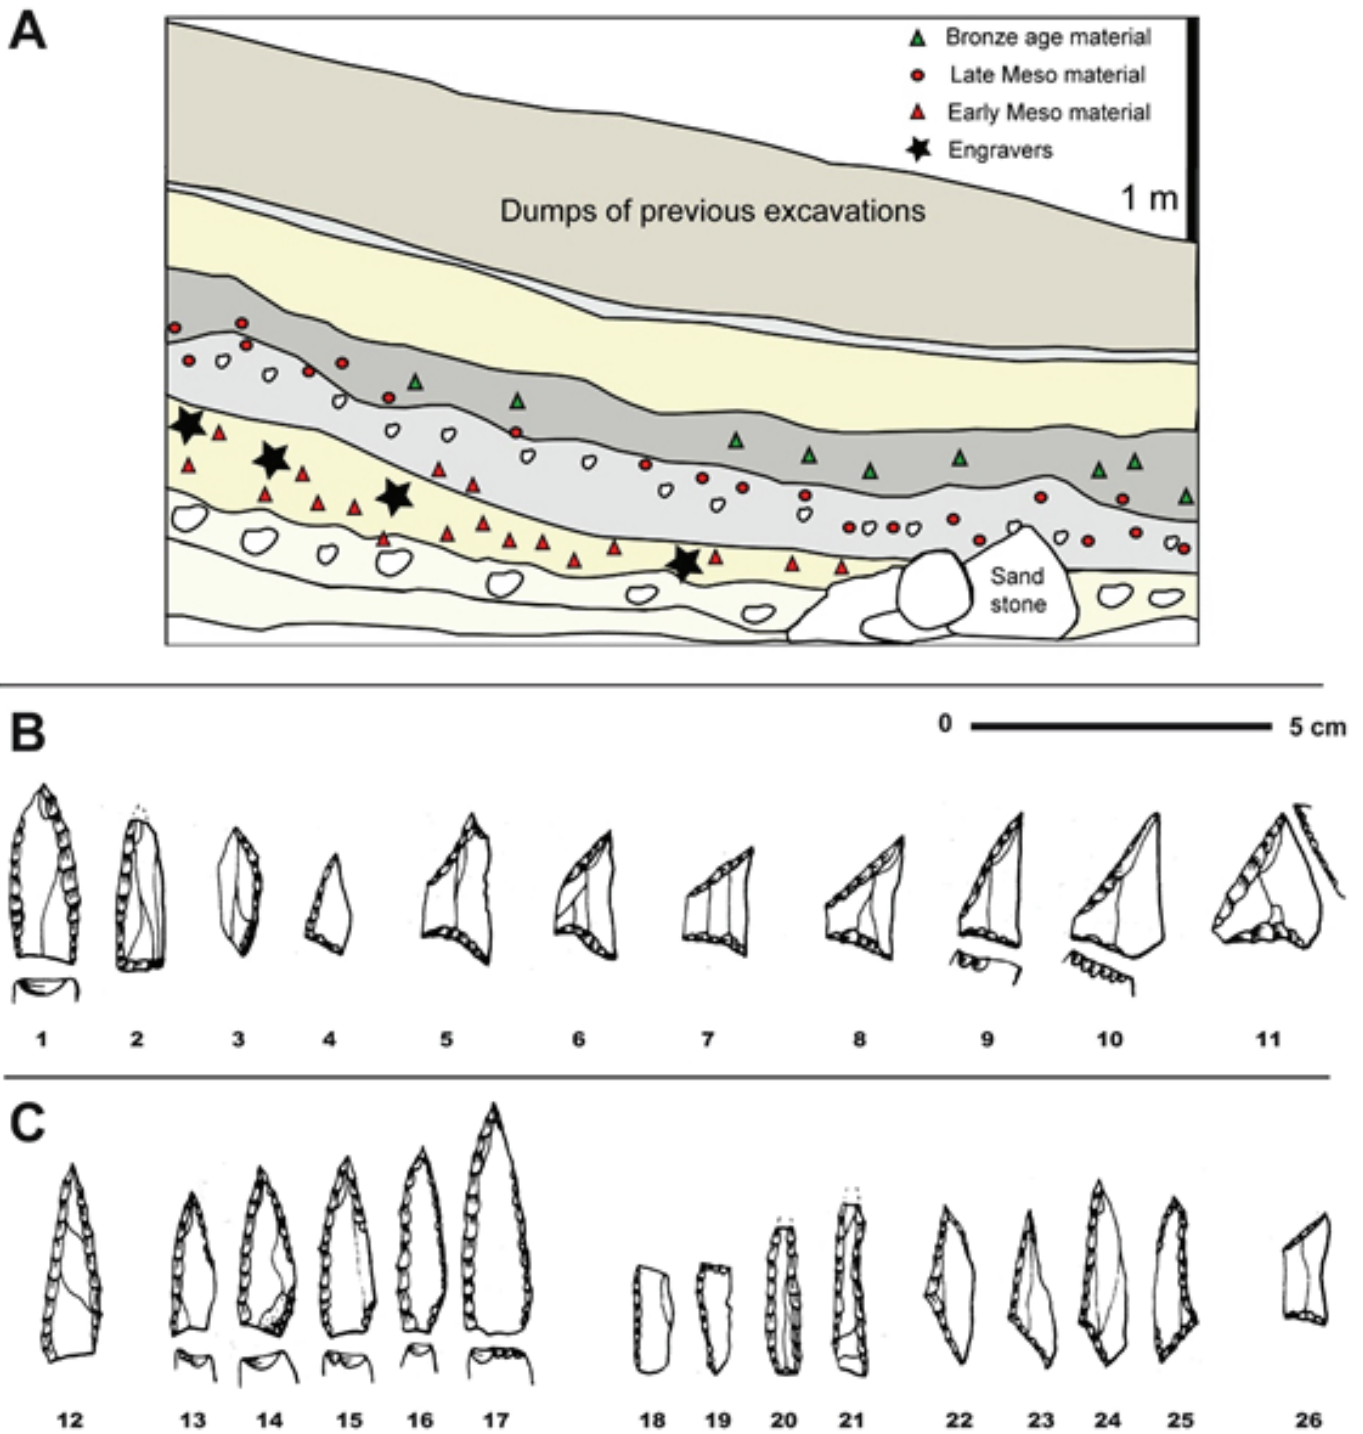 A
Bronze age material
Late Meso material
Early Meso material
Engravers
1 m
Dumps of previous excavations
Sand
stone
B
0 5 cm
1 2 3 4 5 6 7 8 9 10 11
C
12 13 14 15 16 17 18 19 20 21 22 23 24 25 26